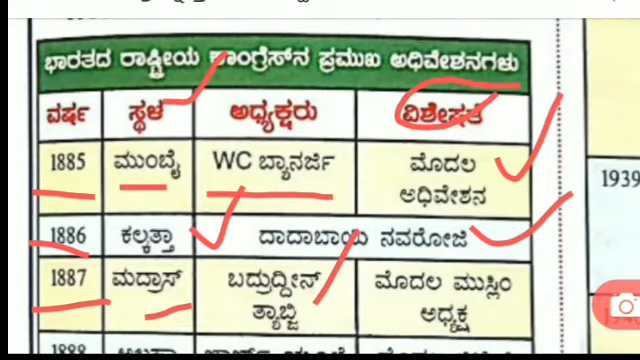 ಭಾರತದ ರಾಷ್ಟ್ರೀಯ ಕಾಂಗ್ರೆಸ್‌ನ ಪ್ರಮುಖ ಅಧಿವೇಶನಗಳು
ವರ್ಷ ಸ್ಥಳ ಅಧ್ಯಕ್ಷರು ವಿಶೇಷತೆ
1885 ಮುಂಬೈ WC ಬ್ಯಾನರ್ಜಿ ಮೊದಲ
ಅಧಿವೇಶನ
1939
1886 ಕಲ್ಕತ್ತಾ ದಾದಾಬಾಯಿ ನವರೋಜಿ
1887 ಮದ್ರಾಸ್ ಬದ್ರುದ್ದೀನ್ ಮೊದಲ ಮುಸ್ಲಿಂ
ತ್ಯಾಬ್ಜಿ ಅಧ್ಯಕ್ಷ
1888